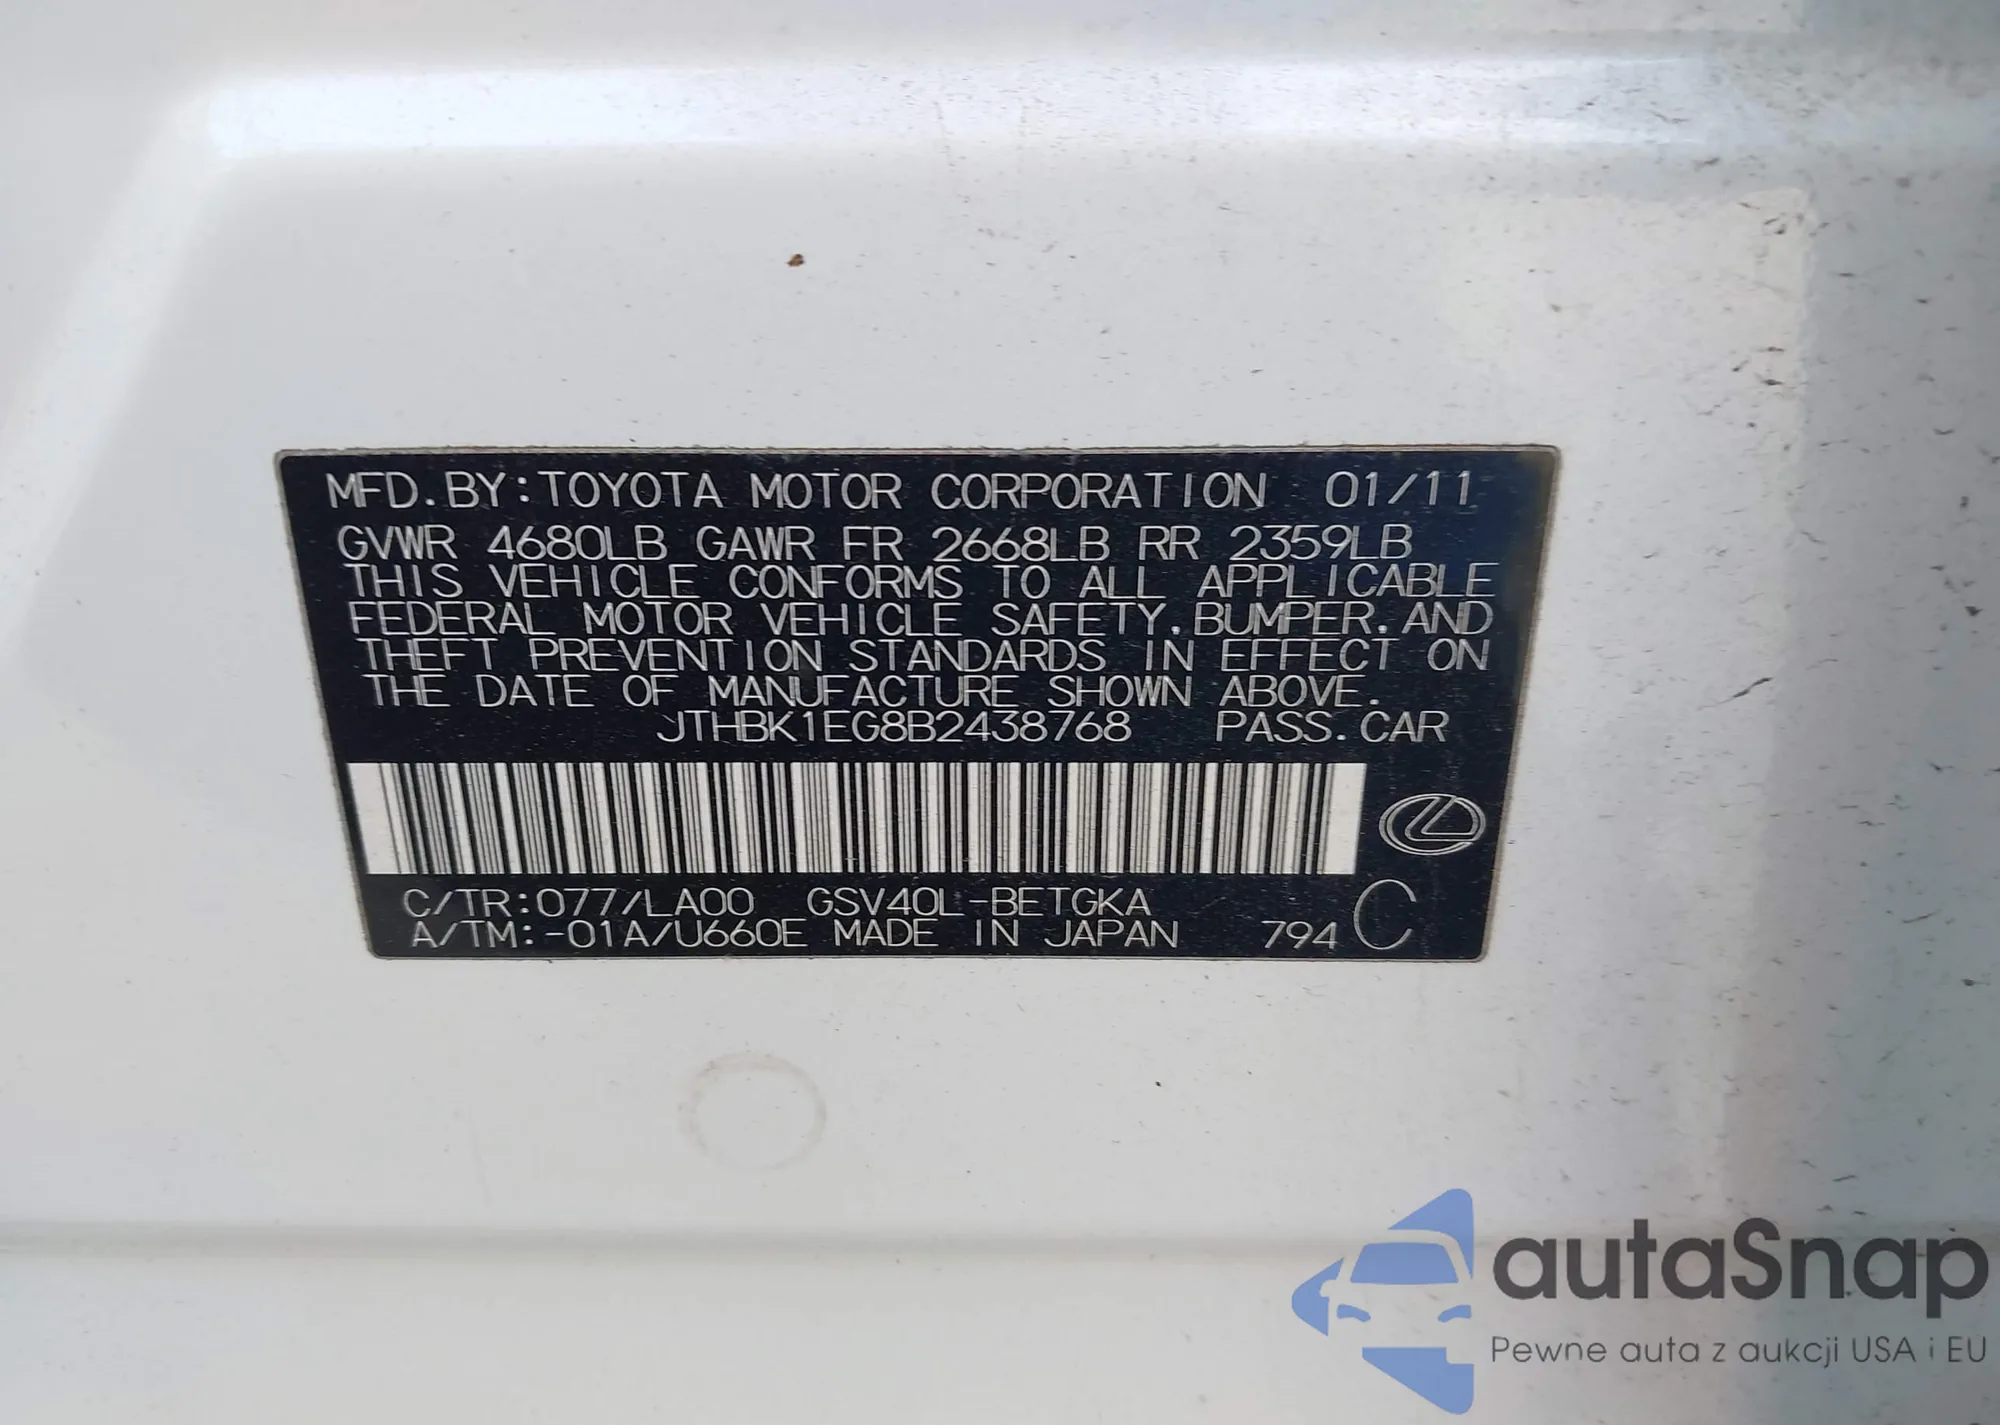 MFD.BY:TOYOTA MOTOR CORPORATION 01/11
GVWR 4680LB GAWR FR 2668LB RR 2359LB
THIS VEHICLE CONFORMS TO ALL APPLICABLE
FEDERAL MOTOR VEHICLE SAFETY.BUMPER.AND
THEFT PREVENTION STANDARDS IN EFFECT ON
THE DATE OF MANUFACTURE SHOWN ABOVE.
JTHBK1EG8B2438768 PASS.CAR
C/TR:077/LA00 GSV40L-BETGKA
A/TM:-01A/U660E MADE IN JAPAN 794 C
autaSnap
Pewne auta z aukcji USA i EU